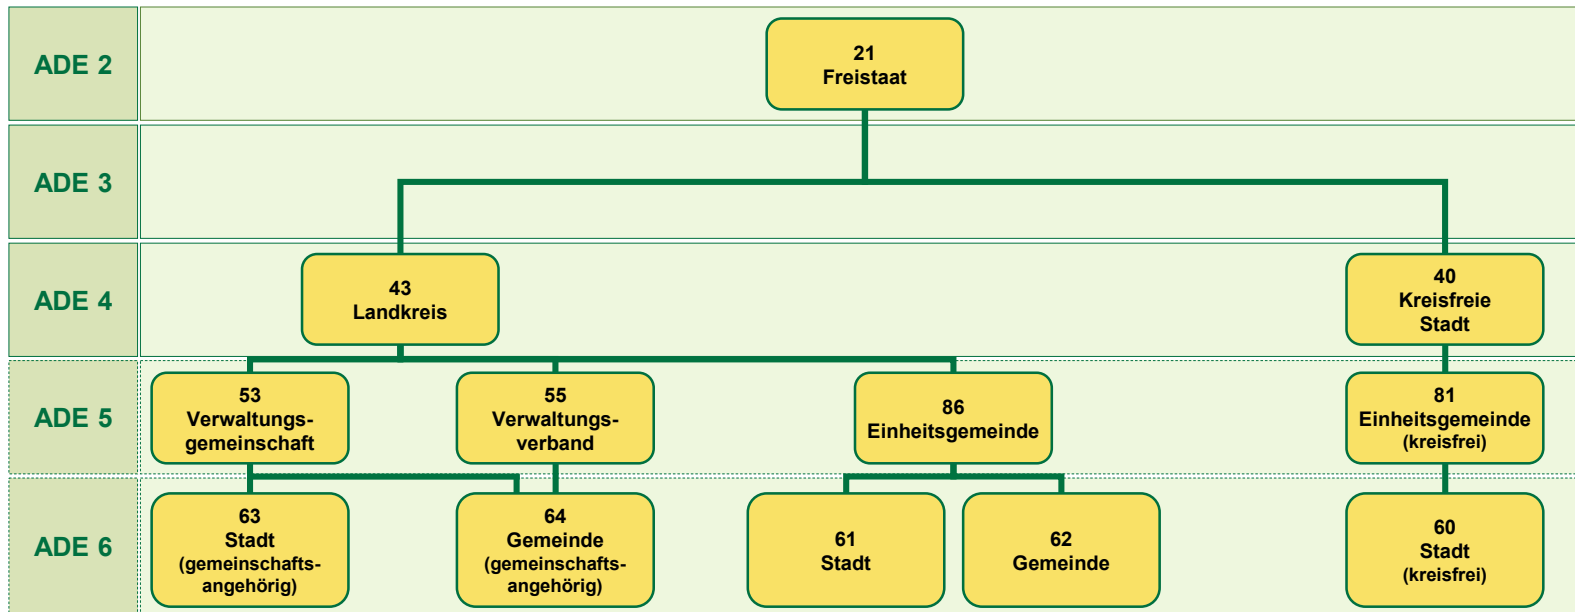 ADE 2
21
Freistaat
ADE 3
ADE 4
43
Landkreis
40
Kreisfreie
Stadt
ADE 5
53
Verwaltungs-
gemeinschaft
55
Verwaltungs-
verband
86
Einheitsgemeinde
81
Einheitsgemeinde
(kreisfrei)
ADE 6
63
Stadt
(gemeinschafts-
angehörig)
64
Gemeinde
(gemeinschafts-
angehörig)
61
Stadt
62
Gemeinde
60
Stadt
(kreisfrei)